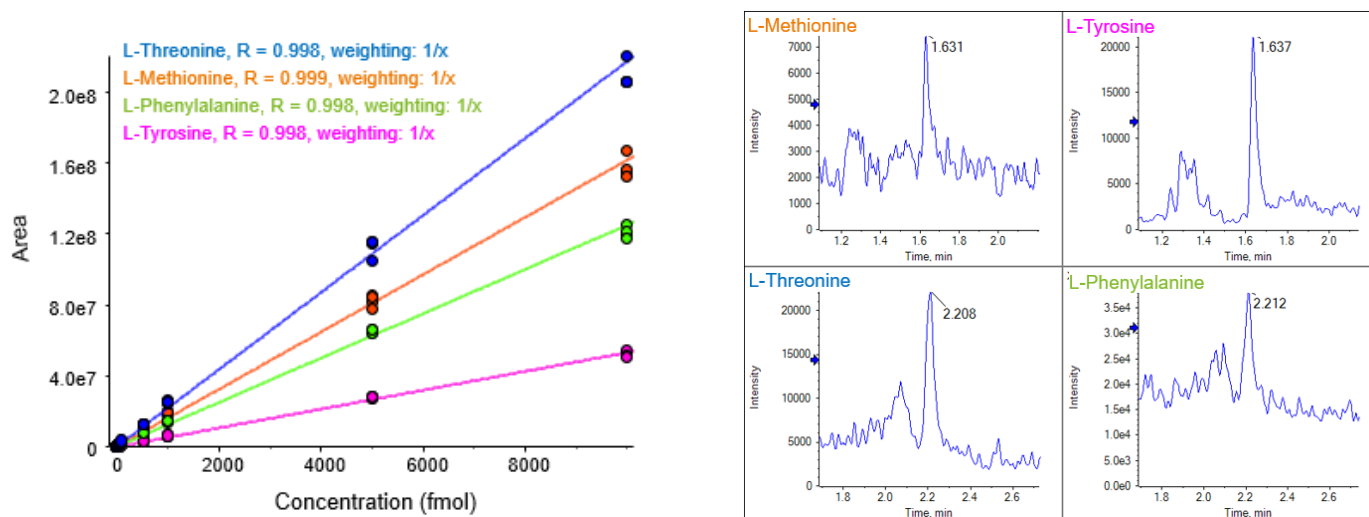 L-Threonine, R = 0.998, weighting: 1/x
L-Methionine, R = 0.999, weighting: 1/x
L-Phenylalanine, R = 0.998, weighting: 1/x
L-Tyrosine, R = 0.998, weighting: 1/x
Area
2.0e8
1.6e8
1.2e8
8.0e7
4.0e7
0
0 2000 4000 6000 8000
Concentration (fmol)
L-Methionine
1.631
Intensity
7000
6000
5000
4000
3000
2000
1000
0
1.2 1.4 1.6 1.8 2.0
Time, min
L-Tyrosine
1.637
Intensity
20000
15000
10000
5000
0
1.2 1.4 1.6 1.8 2.0
Time, min
L-Threonine
2.208
Intensity
20000
15000
10000
5000
0
1.8 2.0 2.2 2.4 2.6
Time, min
L-Phenylalanine
2.212
Intensity
3.5e4
3.0e4
2.5e4
2.0e4
1.5e4
1.0e4
5.0e3
0.0e0
1.8 2.0 2.2 2.4 2.6
Time, min